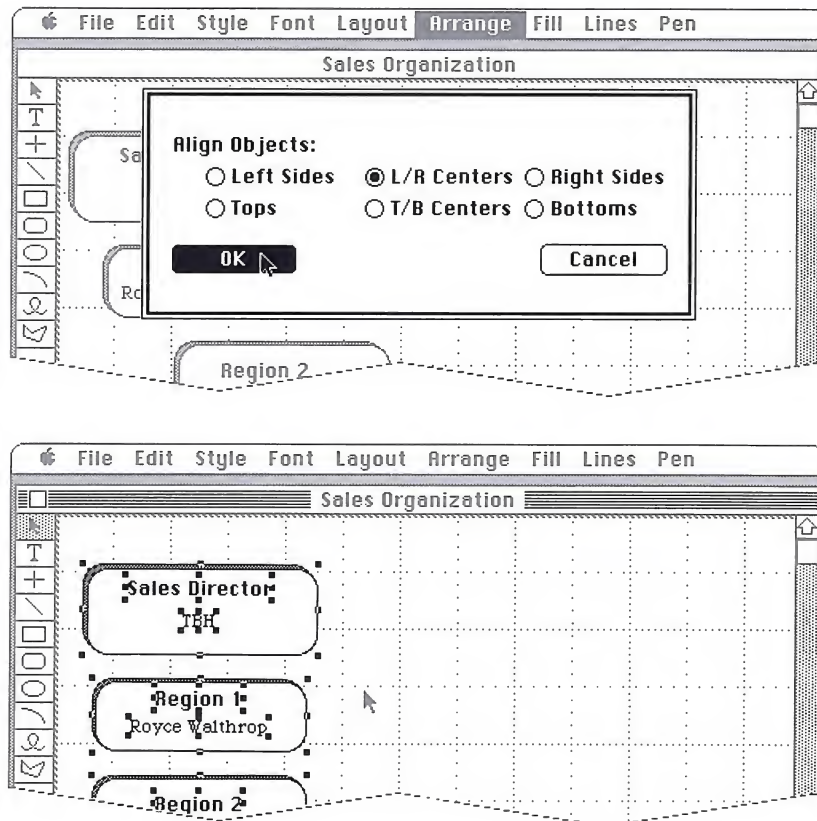 File Edit Style Font Layout Arrange Fill Lines Pen
Sales Organization
T
Sa
Align Objects:
Left Sides L/R Centers Right Sides
Tops T/B Centers Bottoms
OK Cancel
Ro
Region 2
File Edit Style Font Layout Arrange Fill Lines Pen
Sales Organization
T
Sales Director
TBH
Region 1
Royce Walthrop
Region 2